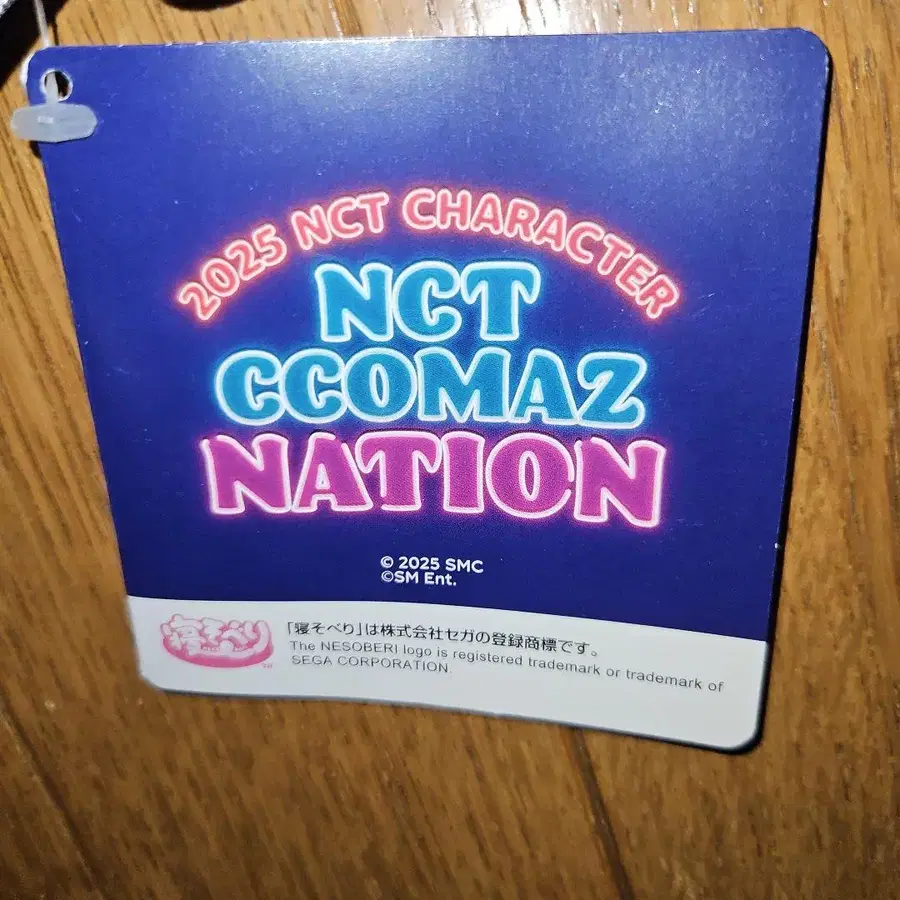 2025 NCT CHARACTER
NCT
CCOMAZ
NATION
© 2025 SMC
©SM Ent.
寝そべり
TM
「寝そべり」は株式会社セガの登録商標です。
The NESOBERI logo is registered trademark or trademark of
SEGA CORPORATION.